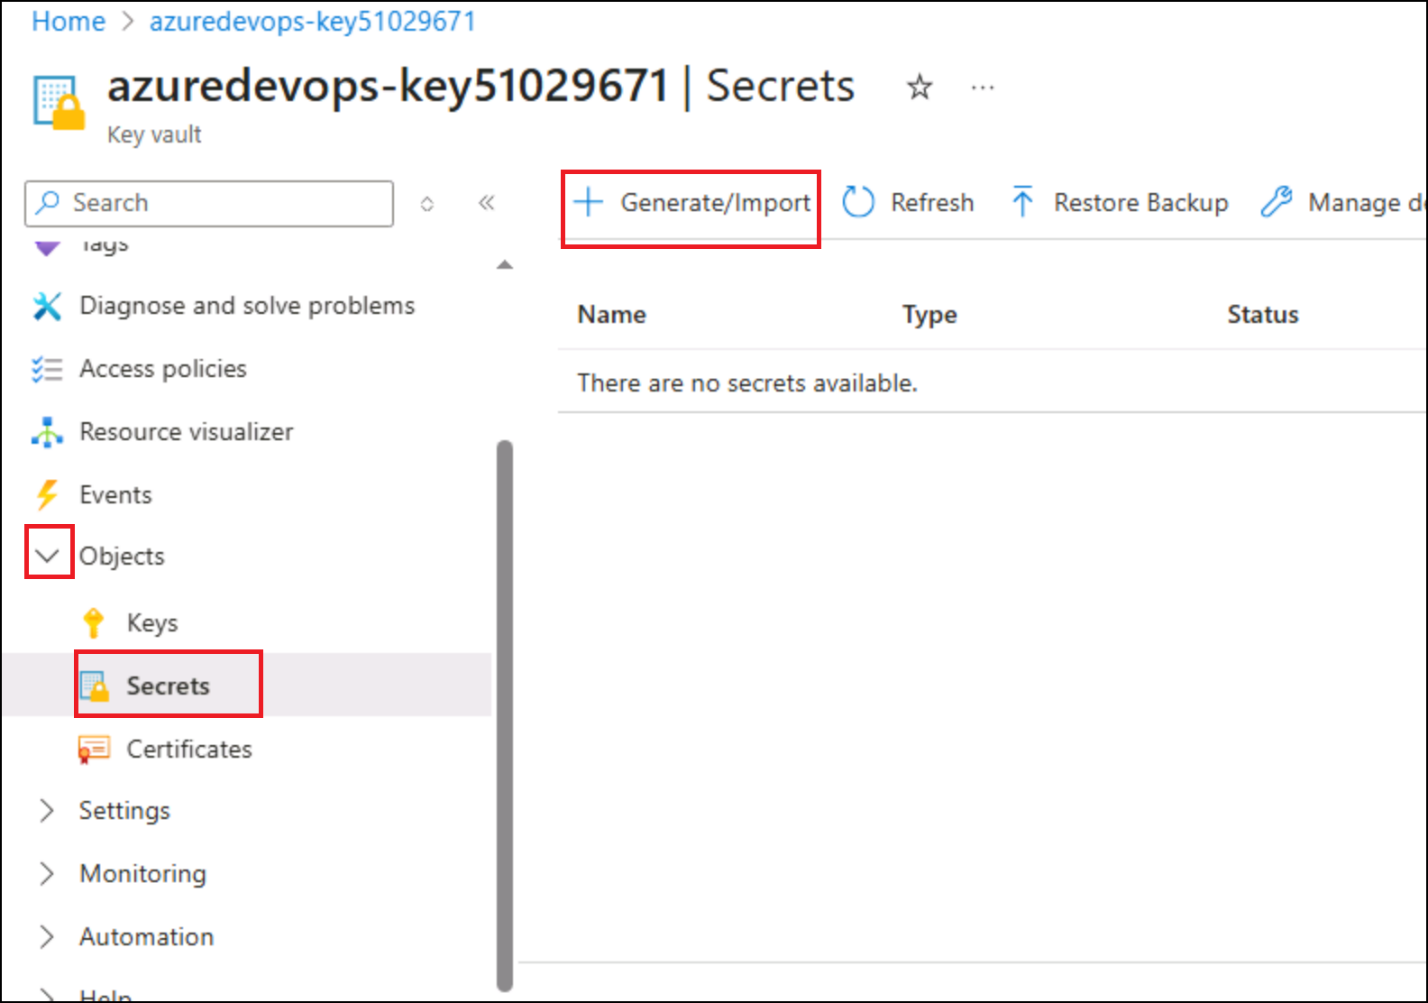 Home > azuredevops-key51029671
azuredevops-key51029671 | Secrets
Key vault
Search
Generate/Import
Refresh
Restore Backup
Manage de
Tags
Diagnose and solve problems
Access policies
Resource visualizer
Events
Objects
Keys
Secrets
Certificates
Settings
Monitoring
Automation
Help
Name Type Status
There are no secrets available.